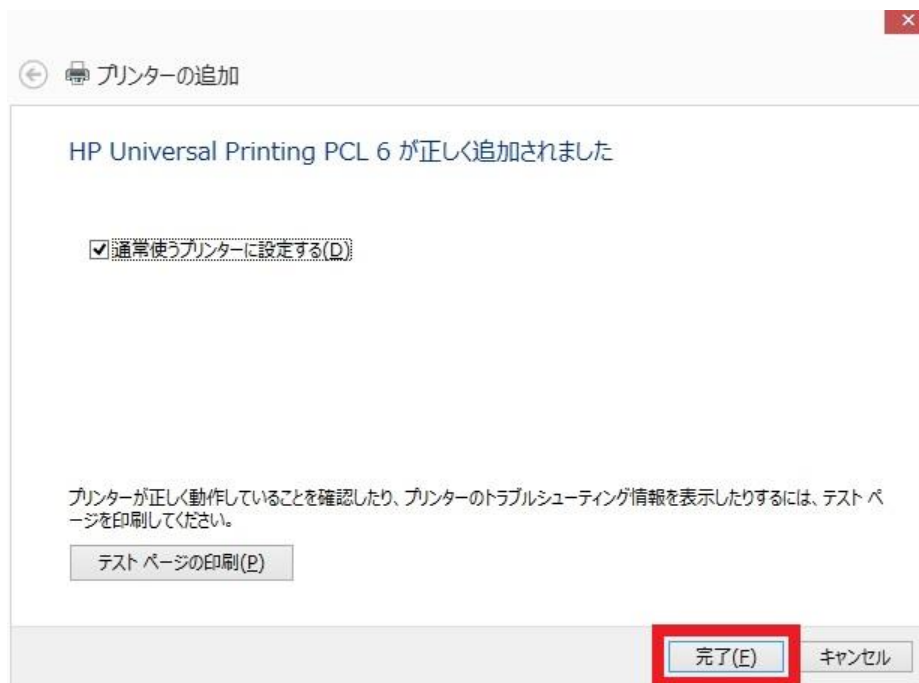 プリンターの追加
HP Universal Printing PCL 6 が正しく追加されました
通常使うプリンターに設定する(D)
プリンターが正しく動作していることを確認したり、プリンターのトラブルシューティング情報を表示したりするには、テスト ペ
ージを印刷してください。
テスト ページの印刷(P)
完了(F)
キャンセル